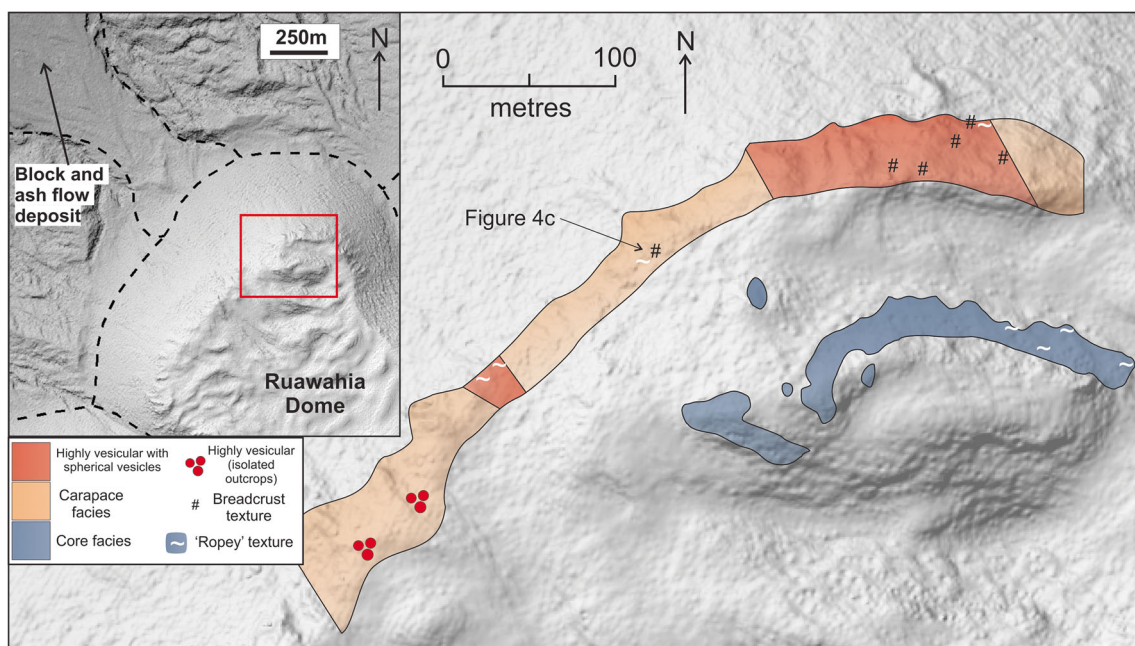 250m
N
Block and
ash flow
deposit
Ruawahia
Dome
0 100
metres
N
Figure 4c
#
#
#
#
#
#
~
~
~
~
~
~
~
~
Highly vesicular with
spherical vesicles
Carapace
facies
Core facies
Highly vesicular
(isolated
outcrops)
# Breadcrust
texture
~ 'Ropey' texture